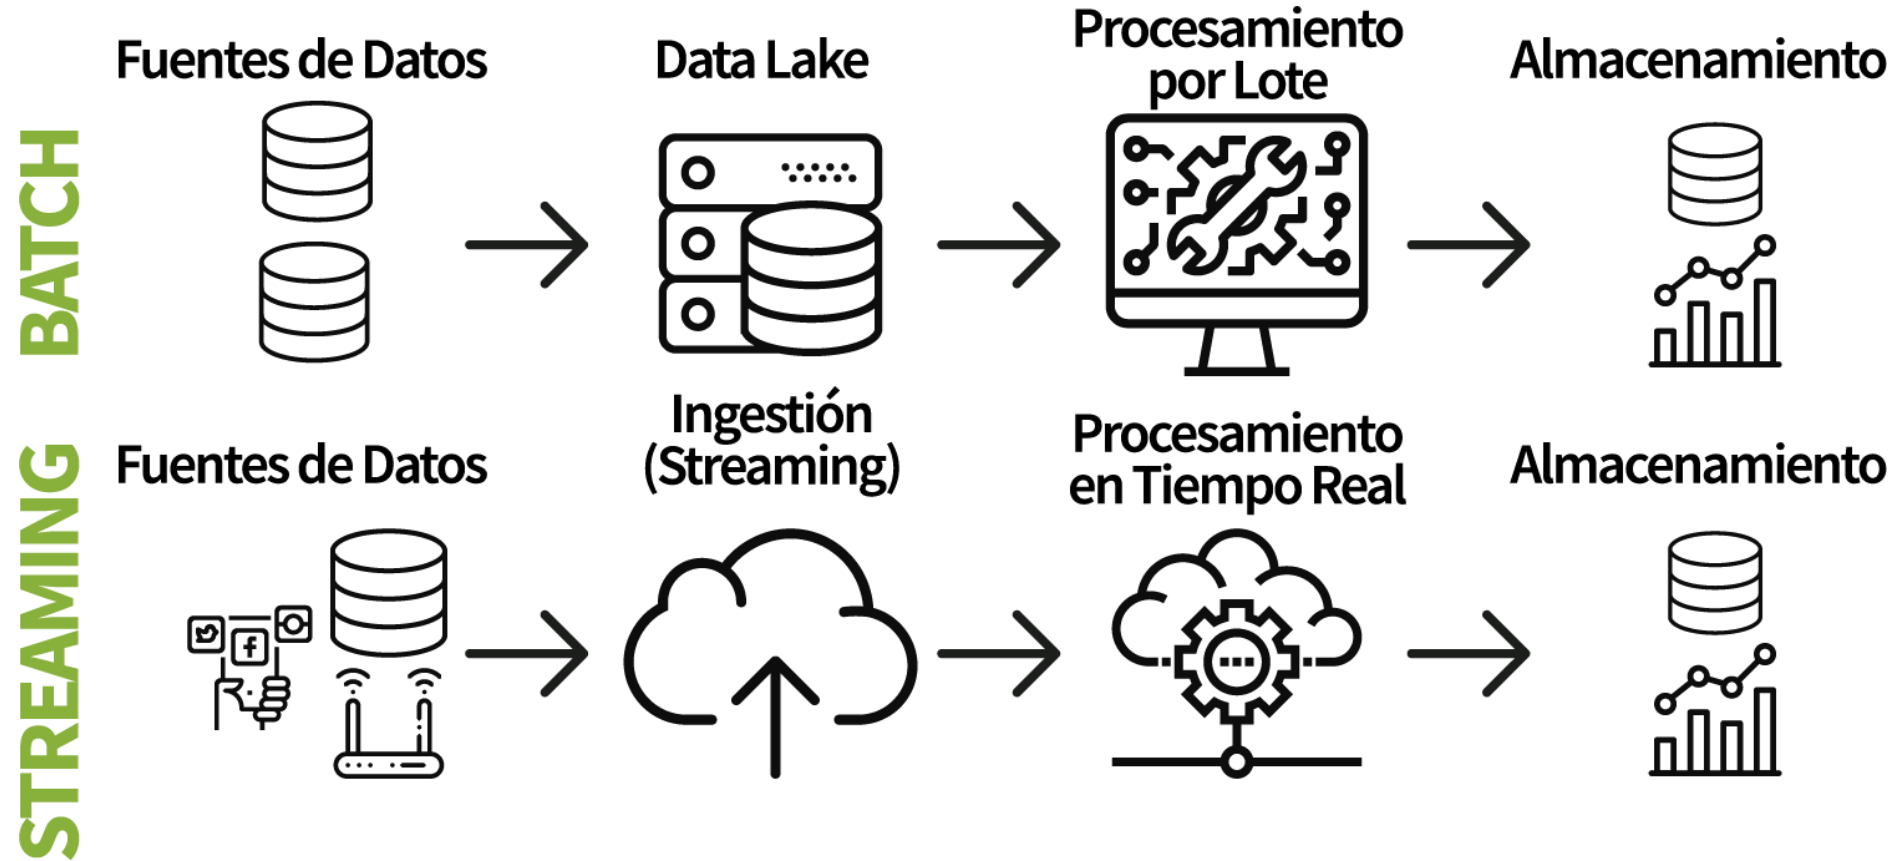 BATCH
Fuentes de Datos
Data Lake
Procesamiento
por Lote
Almacenamiento
STREAMING
Fuentes de Datos
Ingestión
(Streaming)
Procesamiento
en Tiempo Real
Almacenamiento